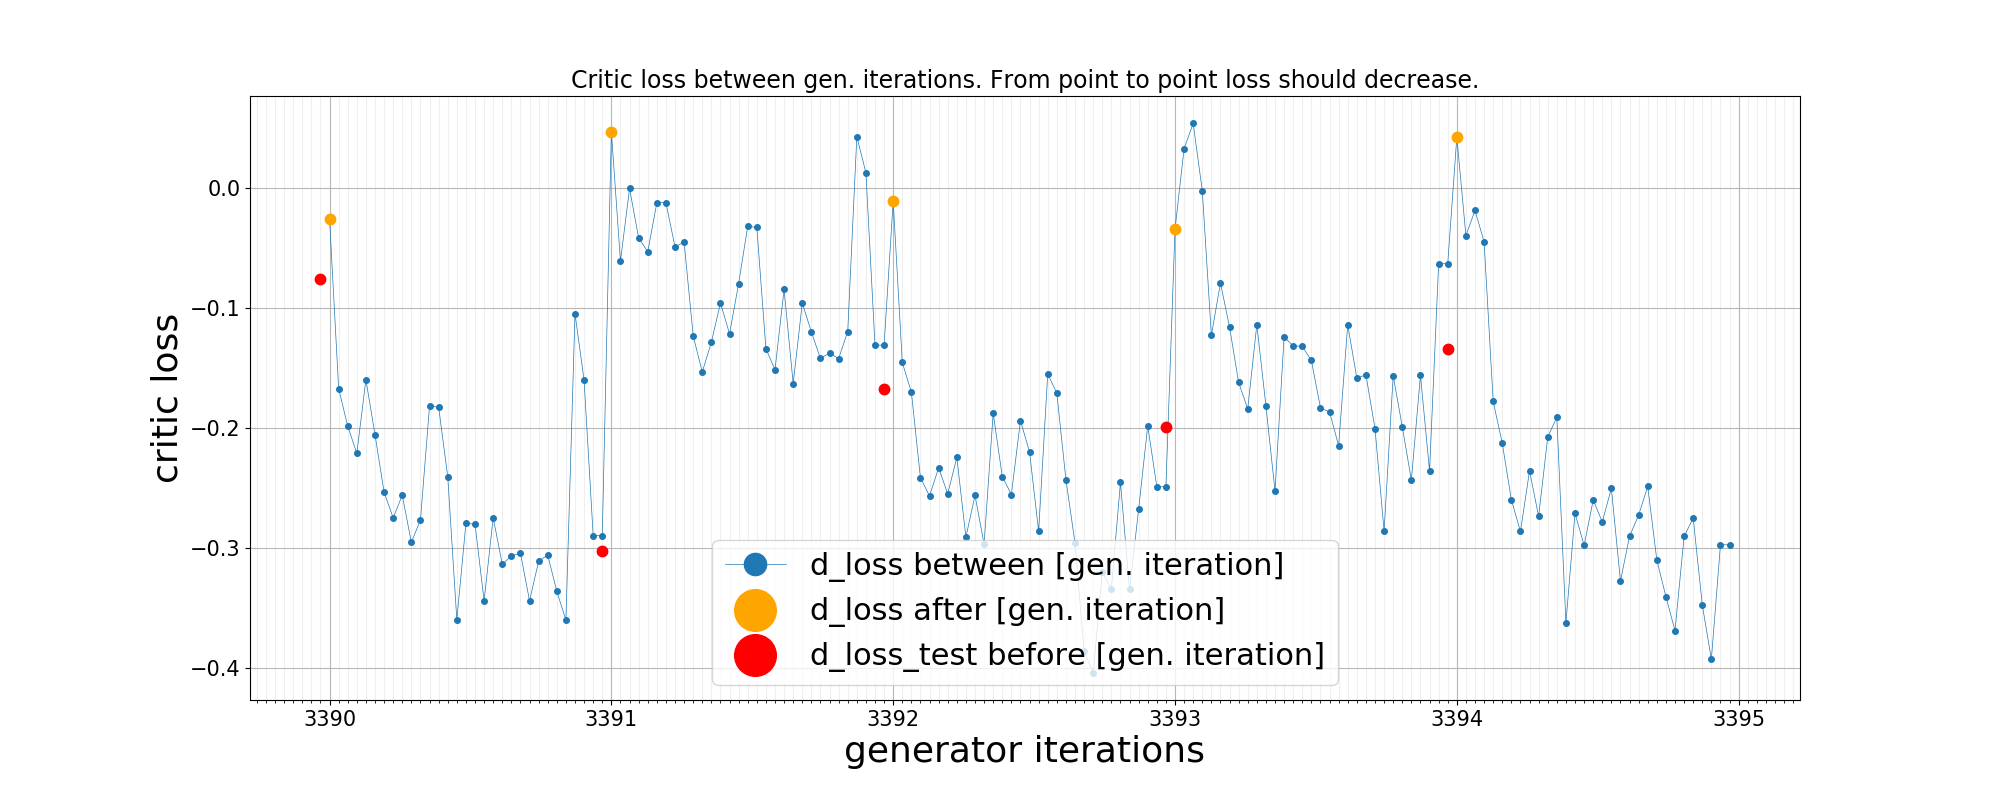 Critic loss between gen. iterations. From point to point loss should decrease.
critic loss
0.0
−0.1
−0.2
−0.3
−0.4
d_loss between [gen. iteration]
d_loss after [gen. iteration]
d_loss_test before [gen. iteration]
3390 3391 3392 3393 3394 3395
generator iterations